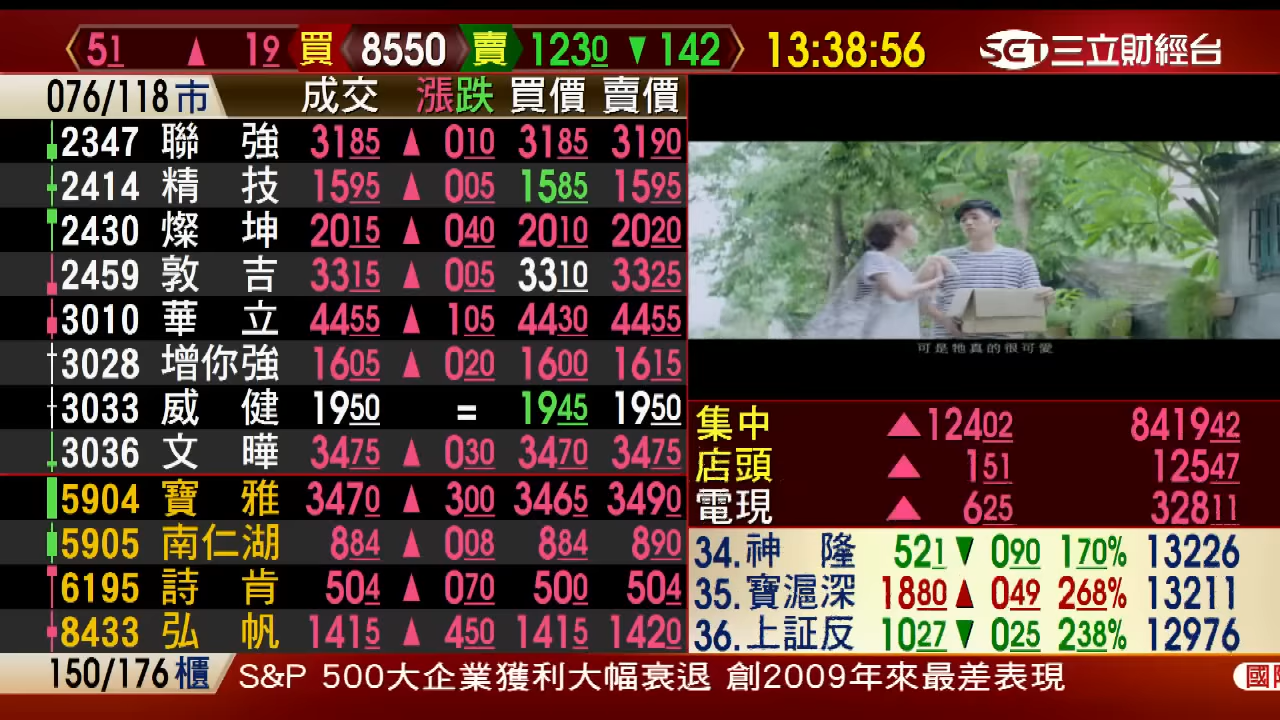 51 ▲ 19 買 8550 賣 1230 ▼ 142 13:38:56 SET三立財經台
076/118市 成交 漲跌 買價 賣價
2347 聯強 3185 ▲ 010 3185 3190
2414 精技 1595 ▲ 005 1585 1595
2430 燦坤 2015 ▲ 040 2010 2020
2459 敦吉 3315 ▲ 005 3310 3325
3010 華立 4455 ▲ 105 4430 4455
3028 增你強 1605 ▲ 020 1600 1615
3033 威健 1950 = 1945 1950
3036 文曄 3475 ▲ 030 3470 3475
5904 寶雅 3470 ▲ 300 3465 3490
5905 南仁湖 884 ▲ 008 884 890
6195 詩肯 504 ▲ 070 500 504
8433 弘帆 1415 ▲ 450 1415 1420
150/176櫃
可是牠真的很可愛
集中 ▲12402 841942
店頭 ▲ 151 12547
電現 ▲ 625 32811
34.神隆 521 ▼ 090 170% 13226
35.寶滬深 1880 ▲ 049 268% 13211
36.上証反 1027 ▼ 025 238% 12976
S&P 500大企業獲利大幅衰退 創2009年來最差表現